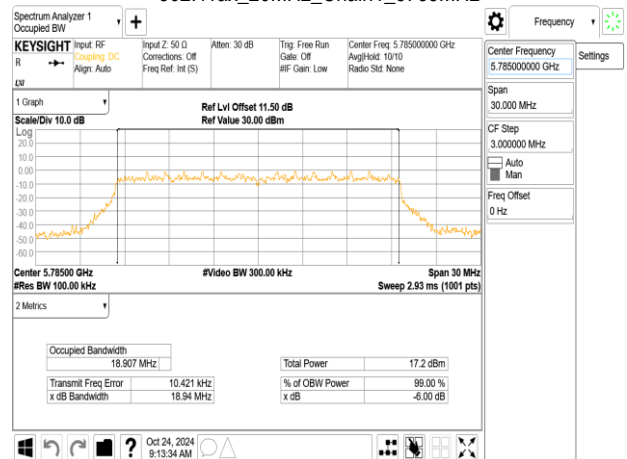 Spectrum Analyzer 1
Occupied BW
Frequency
KEYSIGHT
R
LXI
Input: RF
Coupling: DC
Align: Auto
Input Z: 50 Ω
Corrections: Off
Freq Ref: Int (S)
Atten: 30 dB
Trig: Free Run
Gate: Off
#IF Gain: Low
Center Freq: 5.785000000 GHz
Avg|Hold: 10/10
Radio Std: None
Center Frequency
5.785000000 GHz
Settings
Span
30.000 MHz
CF Step
3.000000 MHz
Auto
Man
Freq Offset
0 Hz
1 Graph
Ref Lvl Offset 11.50 dB
Scale/Div 10.0 dB
Ref Value 30.00 dBm
Log
20.0
10.0
0.00
-10.0
-20.0
-30.0
-40.0
-50.0
-60.0
Center 5.78500 GHz
#Video BW 300.00 kHz
Span 30 MHz
#Res BW 100.00 kHz
Sweep 2.93 ms (1001 pts)
2 Metrics
Occupied Bandwidth
18.907 MHz
Transmit Freq Error 10.421 kHz
x dB Bandwidth 18.94 MHz
Total Power 17.2 dBm
% of OBW Power 99.00 %
x dB -6.00 dB
?
Oct 24, 2024
9:13:34 AM